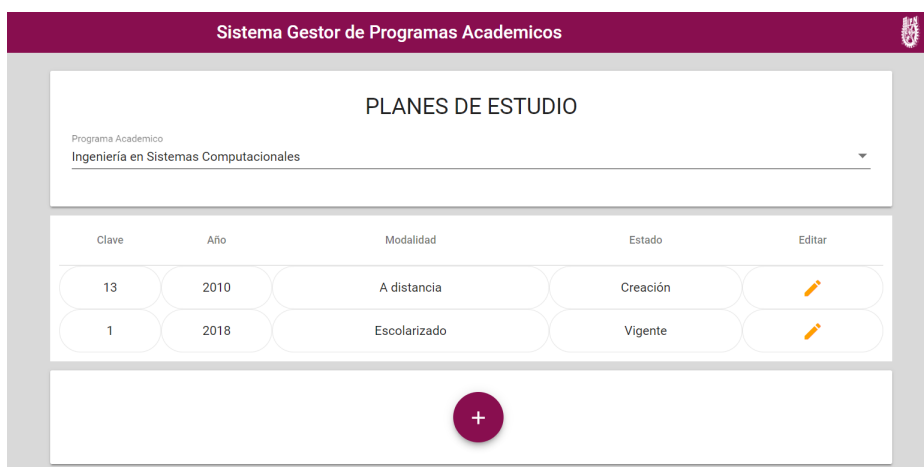 Sistema Gestor de Programas Academicos
PLANES DE ESTUDIO
Programa Academico
Ingeniería en Sistemas Computacionales
Clave Año Modalidad Estado Editar
13 2010 A distancia Creación
1 2018 Escolarizado Vigente
+